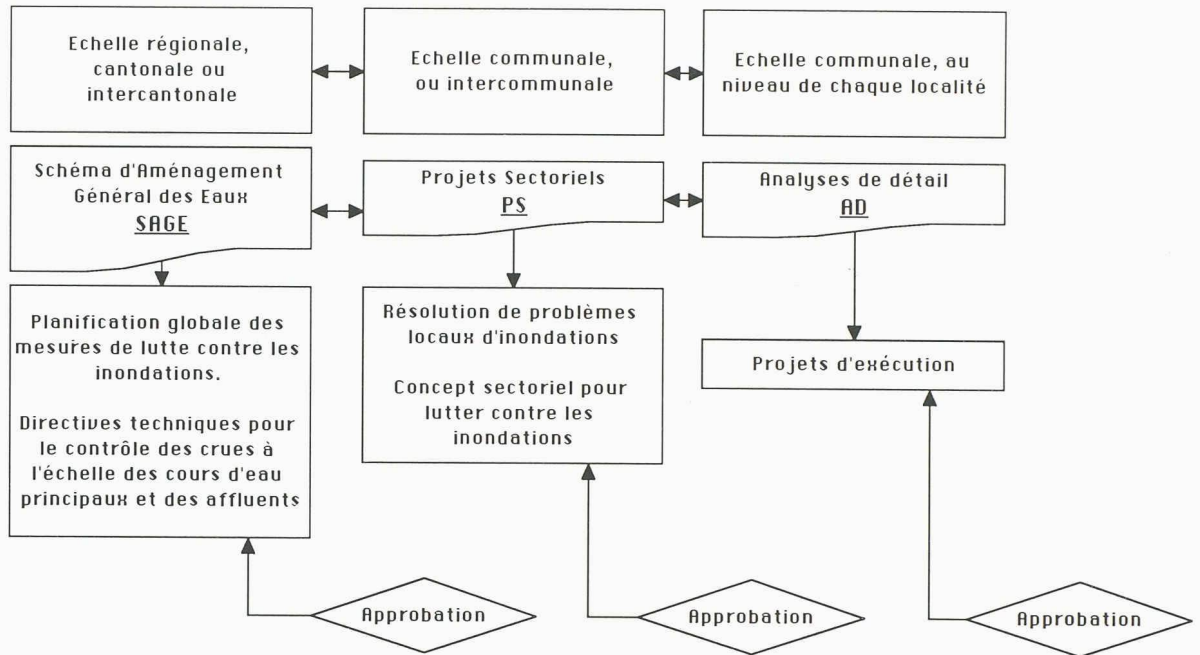 Echelle régionale,
cantonale ou
intercantonale
Echelle communale,
ou intercommunale
Echelle communale, au
niveau de chaque localité
Schéma d'Aménagement
Général des Eaux
SAGE
Projets Sectoriels
PS
Analyses de détail
AD
Planification globale des
mesures de lutte contre les
inondations.
Directives techniques pour
le contrôle des crues à
l'échelle des cours d'eau
principaux et des affluents
Résolution de problèmes
locaux d'inondations
Concept sectoriel pour
lutter contre les
inondations
Projets d'exécution
Approbation
Approbation
Approbation